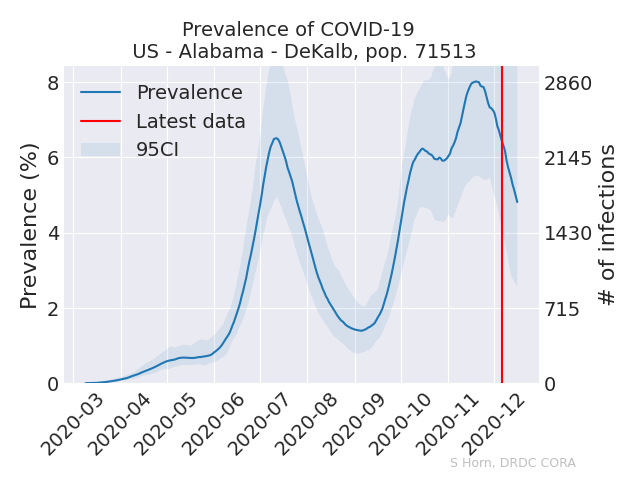 Prevalence of COVID-19
US - Alabama - DeKalb, pop. 71513
Prevalence
Latest data
95CI
Prevalence (%)
8
6
4
2
0
2860
2145
1430
715
0
# of infections
2020-03
2020-04
2020-05
2020-06
2020-07
2020-08
2020-09
2020-10
2020-11
2020-12
S Horn, DRDC CORA